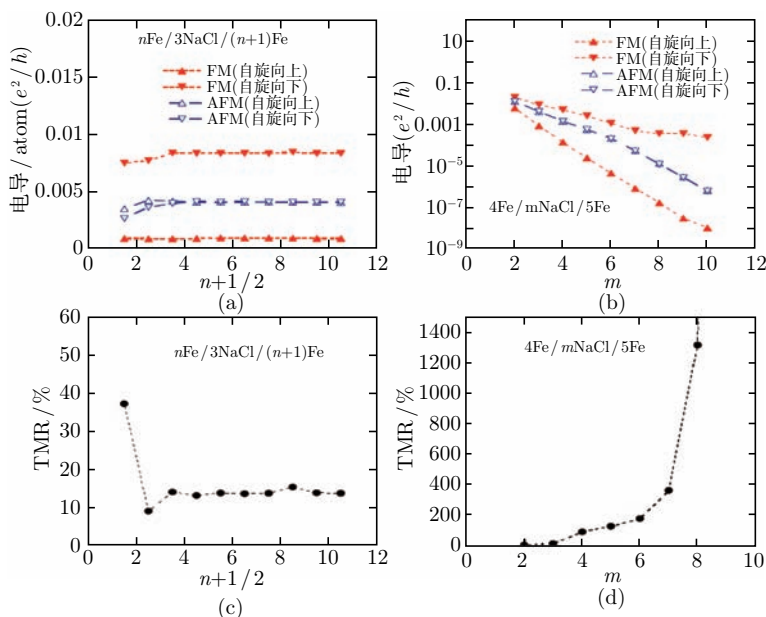 0.02
0.015
0.01
0.005
0
电导/atom(e²/h)
nFe/3NaCl/(n+1)Fe
FM(自旋向上)
FM(自旋向下)
AFM(自旋向上)
AFM(自旋向下)
0 2 4 6 8 10 12
n+1/2
(a)
10
0.1
0.001
10⁻⁵
10⁻⁷
10⁻⁹
电导(e²/h)
FM(自旋向上)
FM(自旋向下)
AFM(自旋向上)
AFM(自旋向下)
4Fe/mNaCl/5Fe
0 2 4 6 8 10 12
m
(b)
60
50
40
30
20
10
0
TMR/%
nFe/3NaCl/(n+1)Fe
0 2 4 6 8 10 12
n+1/2
(c)
1400
1200
1000
800
600
400
200
0
TMR/%
4Fe/mNaCl/5Fe
0 2 4 6 8 10
m
(d)